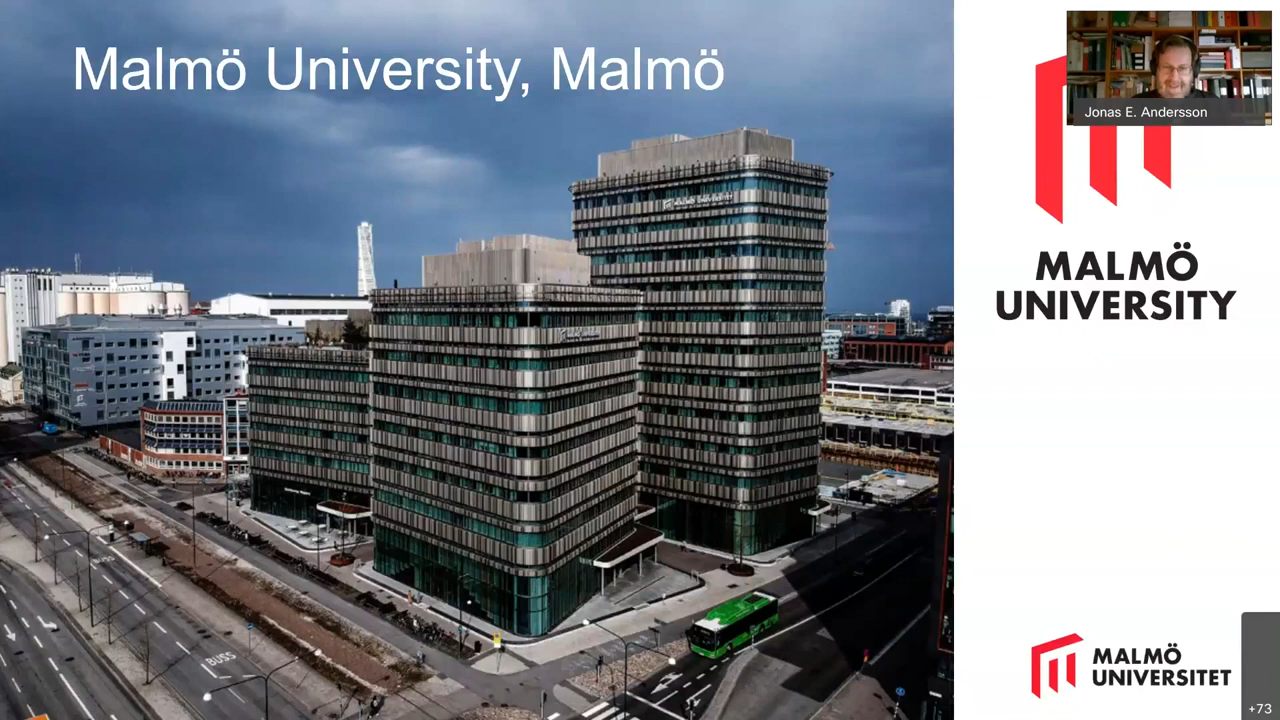 Malmö University, Malmö
Jonas E. Andersson
MALMÖ
UNIVERSITY
BUSS
MALMÖ
UNIVERSITET
+73